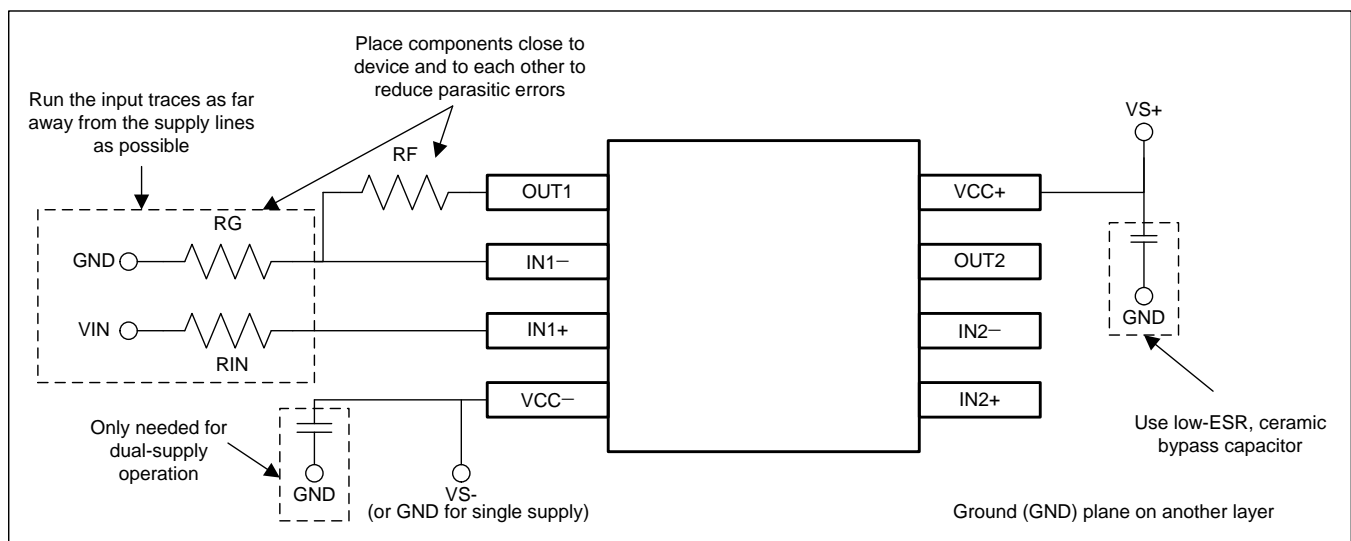 Place components close to
device and to each other to
reduce parasitic errors
Run the input traces as far
away from the supply lines
as possible
VS+
RF
OUT1
VCC+
RG
GND
IN1−
OUT2
GND
VIN
IN1+
IN2−
RIN
VCC−
IN2+
Only needed for
dual-supply
operation
Use low-ESR, ceramic
bypass capacitor
GND
VS-
(or GND for single supply)
Ground (GND) plane on another layer